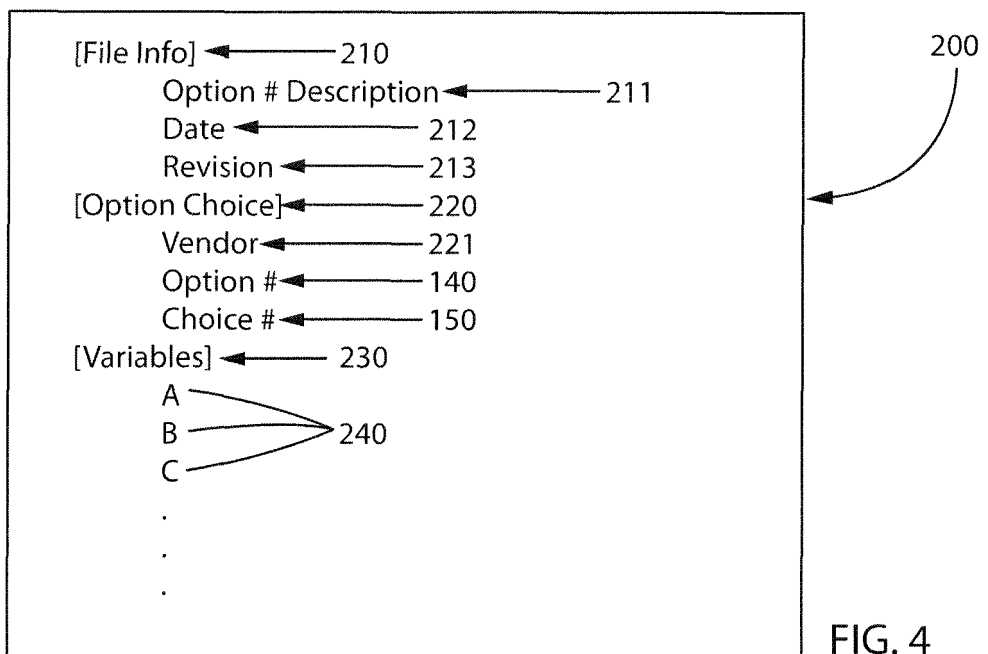 [File Info] 210
200
Option # Description 211
Date 212
Revision 213
[Option Choice] 220
Vendor 221
Option # 140
Choice # 150
[Variables] 230
A
B 240
C
.
.
.
FIG. 4